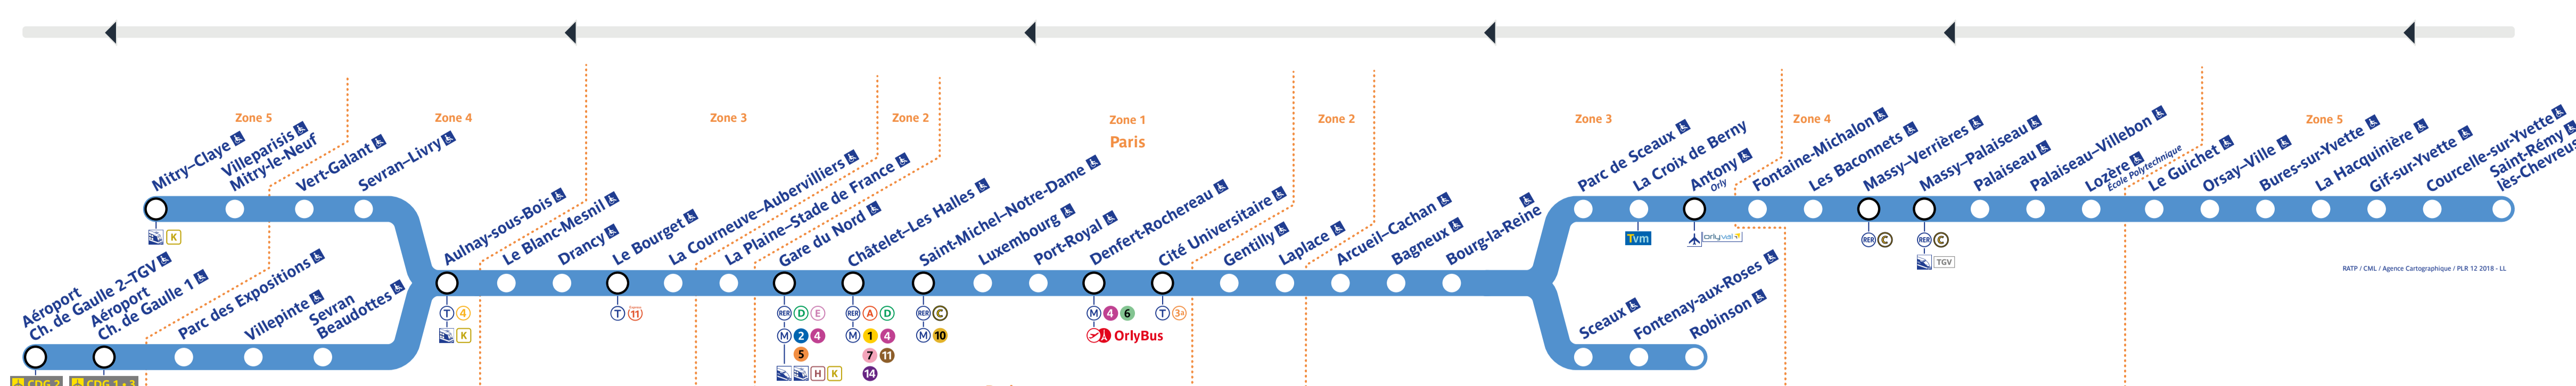 Zone 5
Zone 4
Zone 3
Zone 2
Zone 1
Paris
Zone 2
Zone 3
Zone 4
Zone 5
Mitry–Claye
Villeparisis
Mitry-le-Neuf
Vert-Galant
Sevran–Livry
K
Aéroport
Ch. de Gaulle 2–TGV
Aéroport
Ch. de Gaulle 1
Parc des Expositions
Villepinte
Sevran
Beaudottes
CDG 2
CDG 1 + 3
Aulnay-sous-Bois
T 4
K
Le Blanc-Mesnil
Drancy
Le Bourget
T 11
La Courneuve–Aubervilliers
La Plaine–Stade de France
Gare du Nord
RER D E
M 2 4
5
H K
Châtelet–Les Halles
RER A D
M 1 4
7 11
14
Saint-Michel–Notre-Dame
RER C
M 10
Luxembourg
Port-Royal
Denfert-Rochereau
M 4 6
OrlyBus
Cité Universitaire
T 3a
Gentilly
Laplace
Arcueil–Cachan
Bagneux
Bourg-la-Reine
Parc de Sceaux
La Croix de Berny
Tvm
Antony
Orly
orlyval
Fontaine-Michalon
Les Baconnets
Massy–Verrières
RER C
Massy–Palaiseau
RER C
TGV
Palaiseau
Palaiseau–Villebon
Lozère
École Polytechnique
Le Guichet
Orsay–Ville
Bures-sur-Yvette
La Hacquinière
Gif-sur-Yvette
Courcelle-sur-Yvette
Saint-Rémy
lès-Chevreus
Sceaux
Fontenay-aux-Roses
Robinson
RATP / CML / Agence Cartographique / PLR 12 2018 - LL